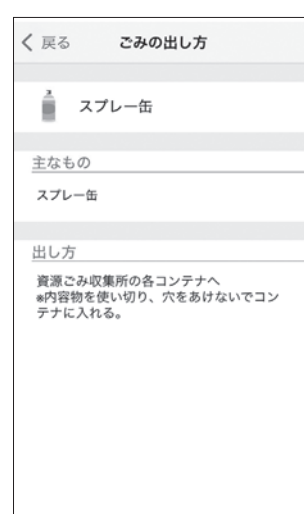 戻る ごみの出し方
スプレー缶
主なもの
スプレー缶
出し方
資源ごみ収集所の各コンテナへ
※内容物を使い切り、穴をあけないでコン
テナに入れる。